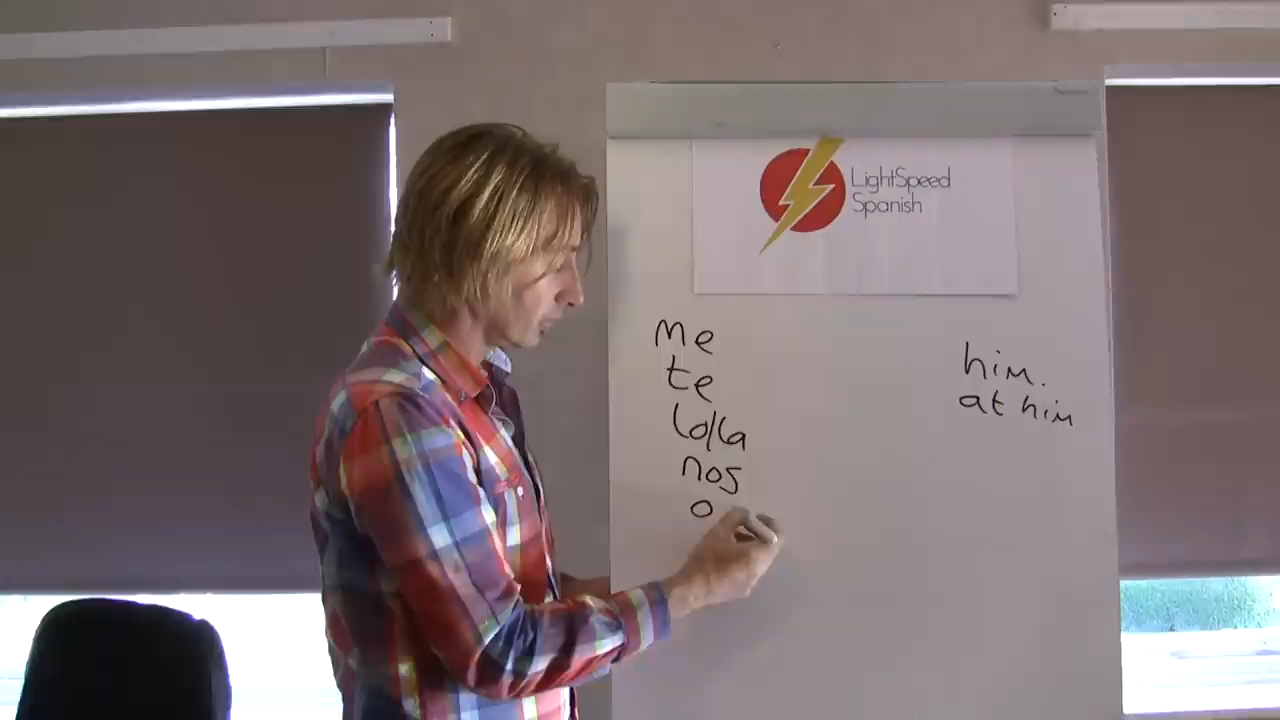 LightSpeed
Spanish
Me
te
lo/la
nos
o
him.
at him